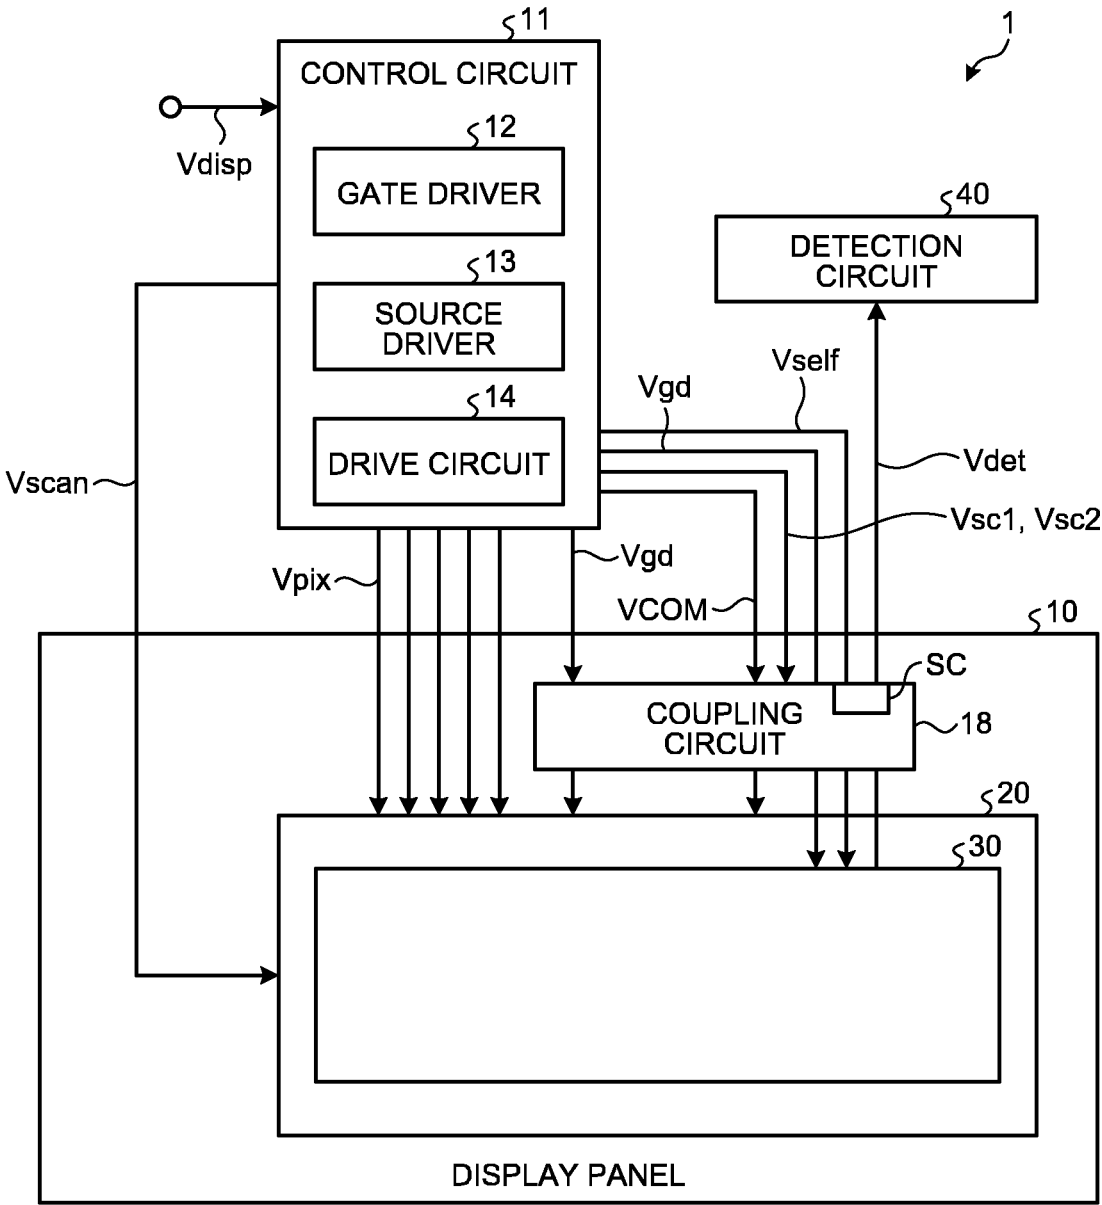 11
1
CONTROL CIRCUIT
Vdisp
12
GATE DRIVER
40
DETECTION
CIRCUIT
13
SOURCE
DRIVER
Vself
Vgd
14
DRIVE CIRCUIT
Vdet
Vscan
Vsc1, Vsc2
Vpix
Vgd
VCOM
10
SC
COUPLING
CIRCUIT
18
20
30
DISPLAY PANEL